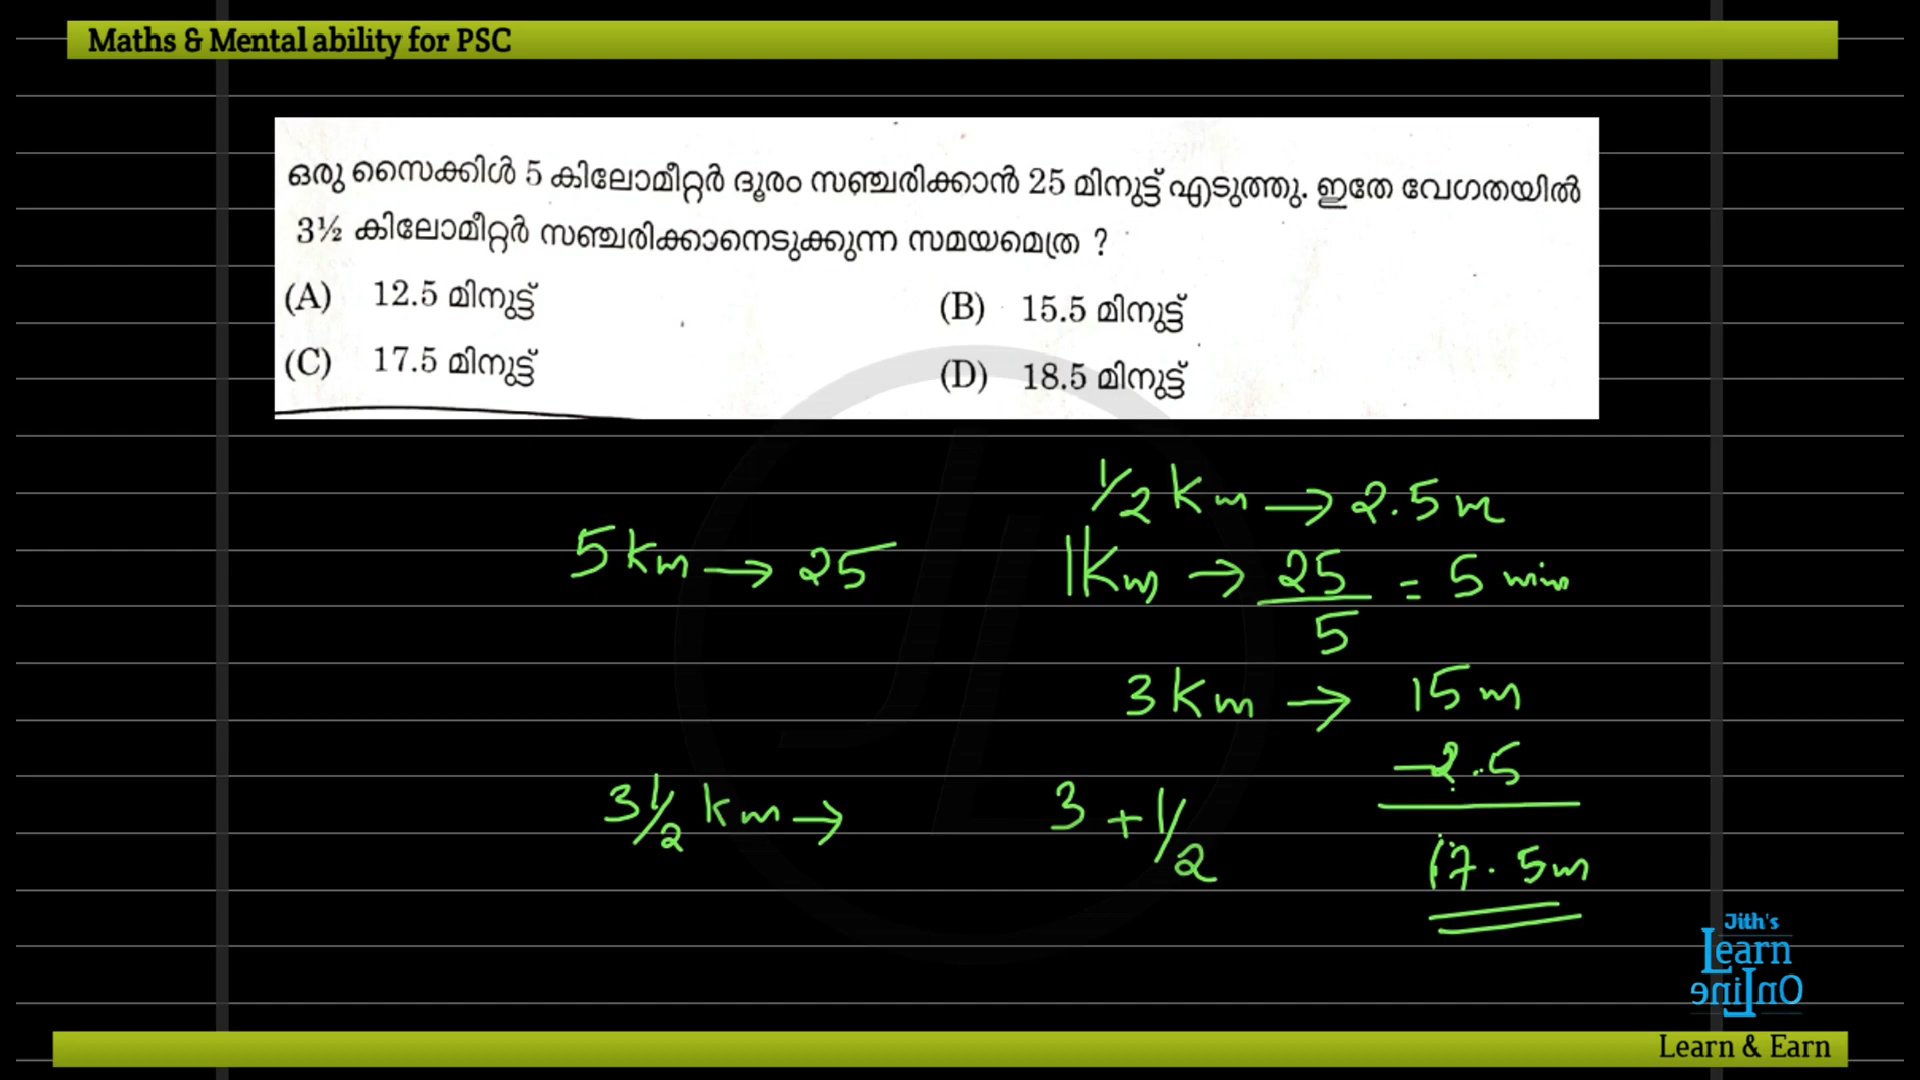 Maths & Mental ability for PSC
ഒരു സൈക്കിൾ 5 കിലോമീറ്റർ ദൂരം സഞ്ചരിക്കാൻ 25 മിനുട്ട് എടുത്തു. ഇതേ വേഗതയിൽ
3½ കിലോമീറ്റർ സഞ്ചരിക്കാനെടുക്കുന്ന സമയമെത്ര ?
(A) 12.5 മിനുട്ട് (B) 15.5 മിനുട്ട്
(C) 17.5 മിനുട്ട് (D) 18.5 മിനുട്ട്
1/2 Km → 2.5 m
5 km → 25
1Km → 25/5 = 5 min
3 Km → 15 m
2.5
3 1/2 km → 3 + 1/2
17.5m
Jith's
Learn
OnLine
Learn & Earn